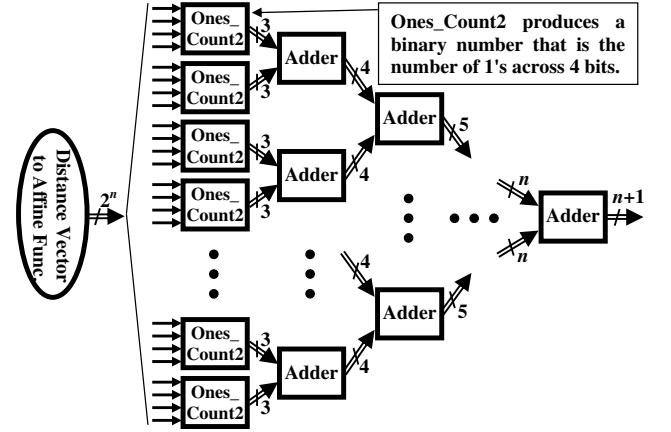 Distance Vector
to Affine Func.
2^n
Ones_
Count2
3
Ones_
Count2
3
Ones_
Count2
3
Ones_
Count2
3
Ones_
Count2
3
Ones_
Count2
3
Adder
4
Adder
4
4
Adder
4
Adder
5
Adder
5
n
n
Adder
n+1
Ones_Count2 produces a
binary number that is the
number of 1's across 4 bits.